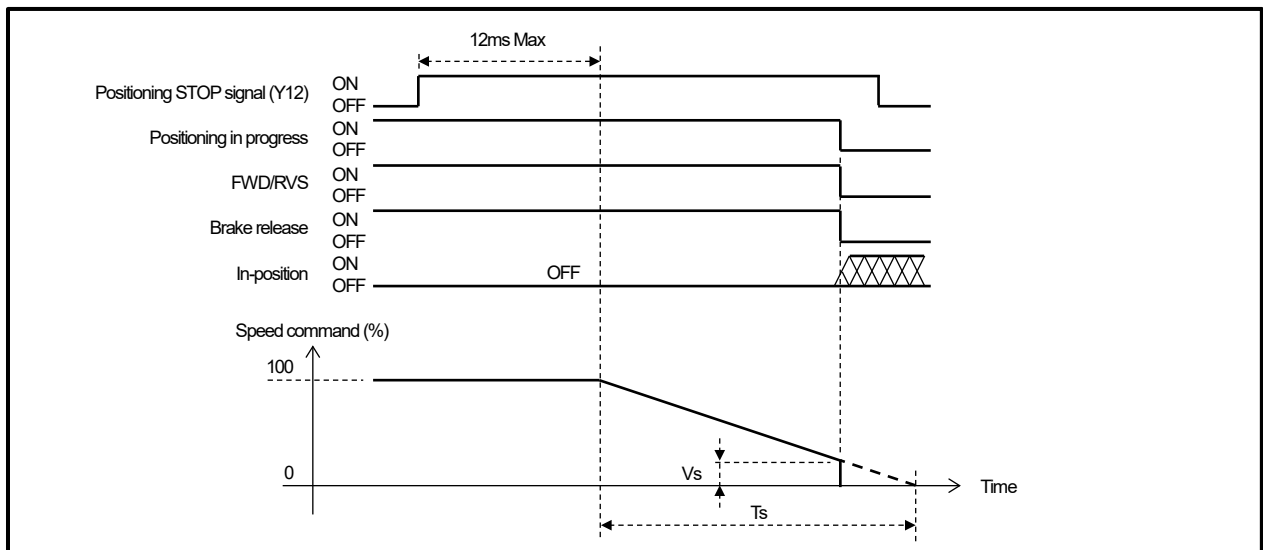 12ms Max
Positioning STOP signal (Y12) ON
OFF
Positioning in progress ON
OFF
FWD/RVS ON
OFF
Brake release ON
OFF
In-position ON
OFF OFF
Speed command (%)
100
0
Vs
Time
Ts